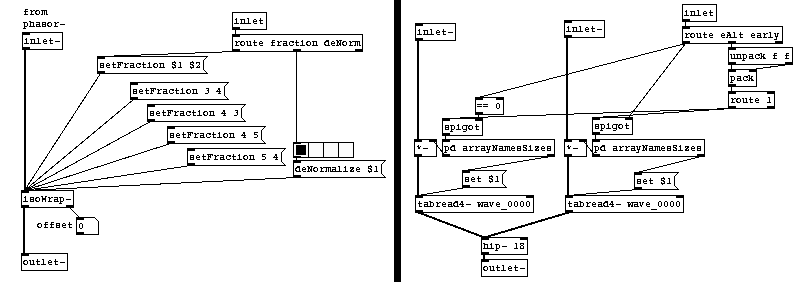 from
phasor~
inlet~
inlet
route fraction deNorm
setFraction $1 $2
setFraction 3 4
setFraction 4 3
setFraction 4 5
setFraction 5 4
deNormalize $1
isoWrap~
offset 0
outlet~
inlet~
inlet~
inlet
route eAlt early
unpack f f
pack
route 1
== 0
spigot
spigot
*~
pd arrayNamesSizes
*~
pd arrayNamesSizes
set $1
set $1
tabread4~ wave_0000
tabread4~ wave_0000
hip~ 18
outlet~